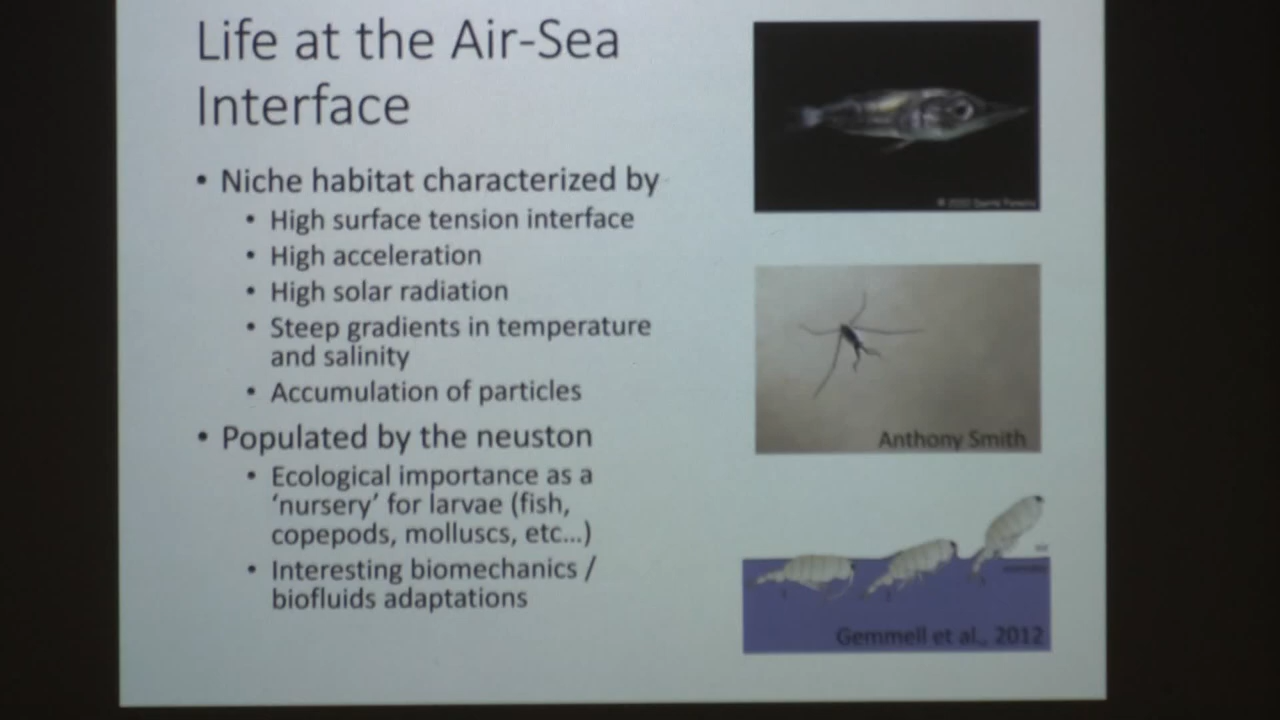 Life at the Air-Sea
Interface
• Niche habitat characterized by
• High surface tension interface
• High acceleration
• High solar radiation
• Steep gradients in temperature
and salinity
• Accumulation of particles
• Populated by the neuston
• Ecological importance as a
‘nursery’ for larvae (fish,
copepods, molluscs, etc...)
• Interesting biomechanics /
biofluids adaptations
Anthony Smith
Gemmell et al., 2012